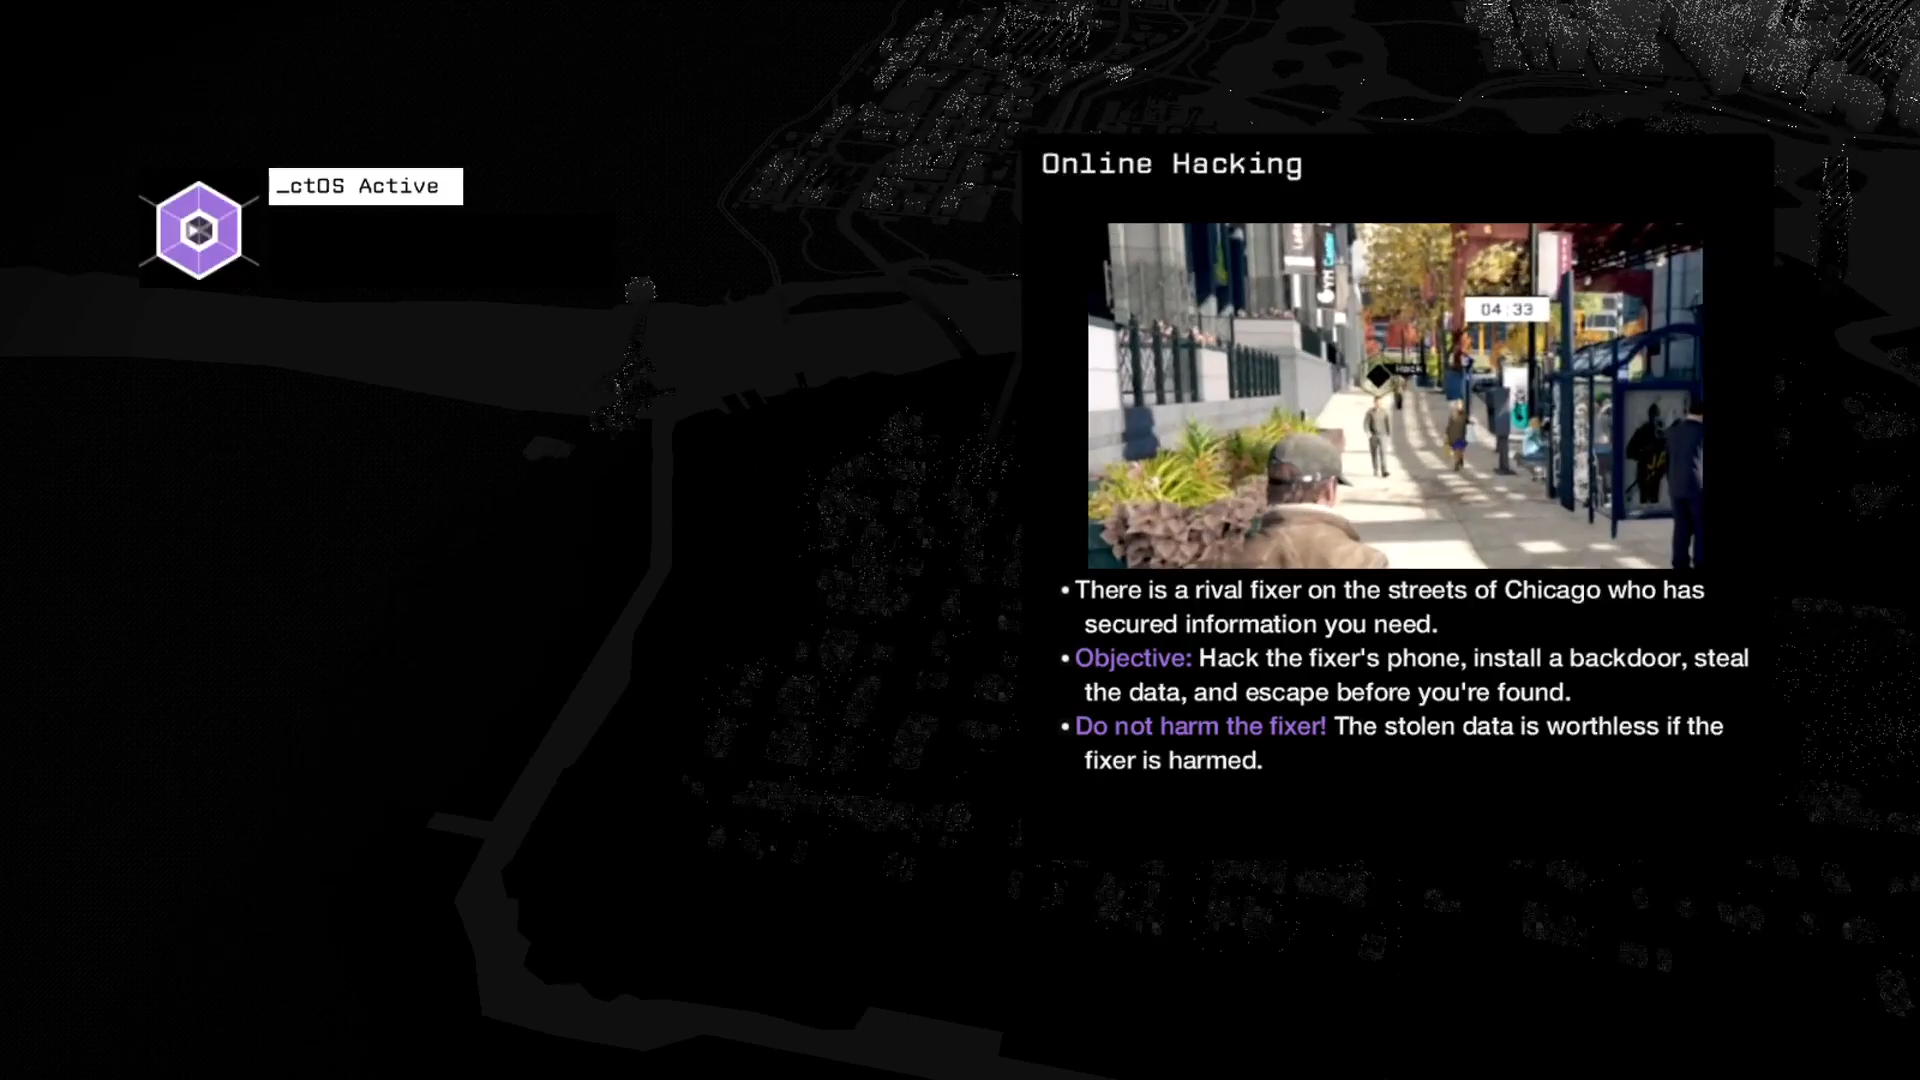 _ctOS Active
Online Hacking
04:33
Hack
• There is a rival fixer on the streets of Chicago who has
secured information you need.
• Objective: Hack the fixer's phone, install a backdoor, steal
the data, and escape before you're found.
• Do not harm the fixer! The stolen data is worthless if the
fixer is harmed.